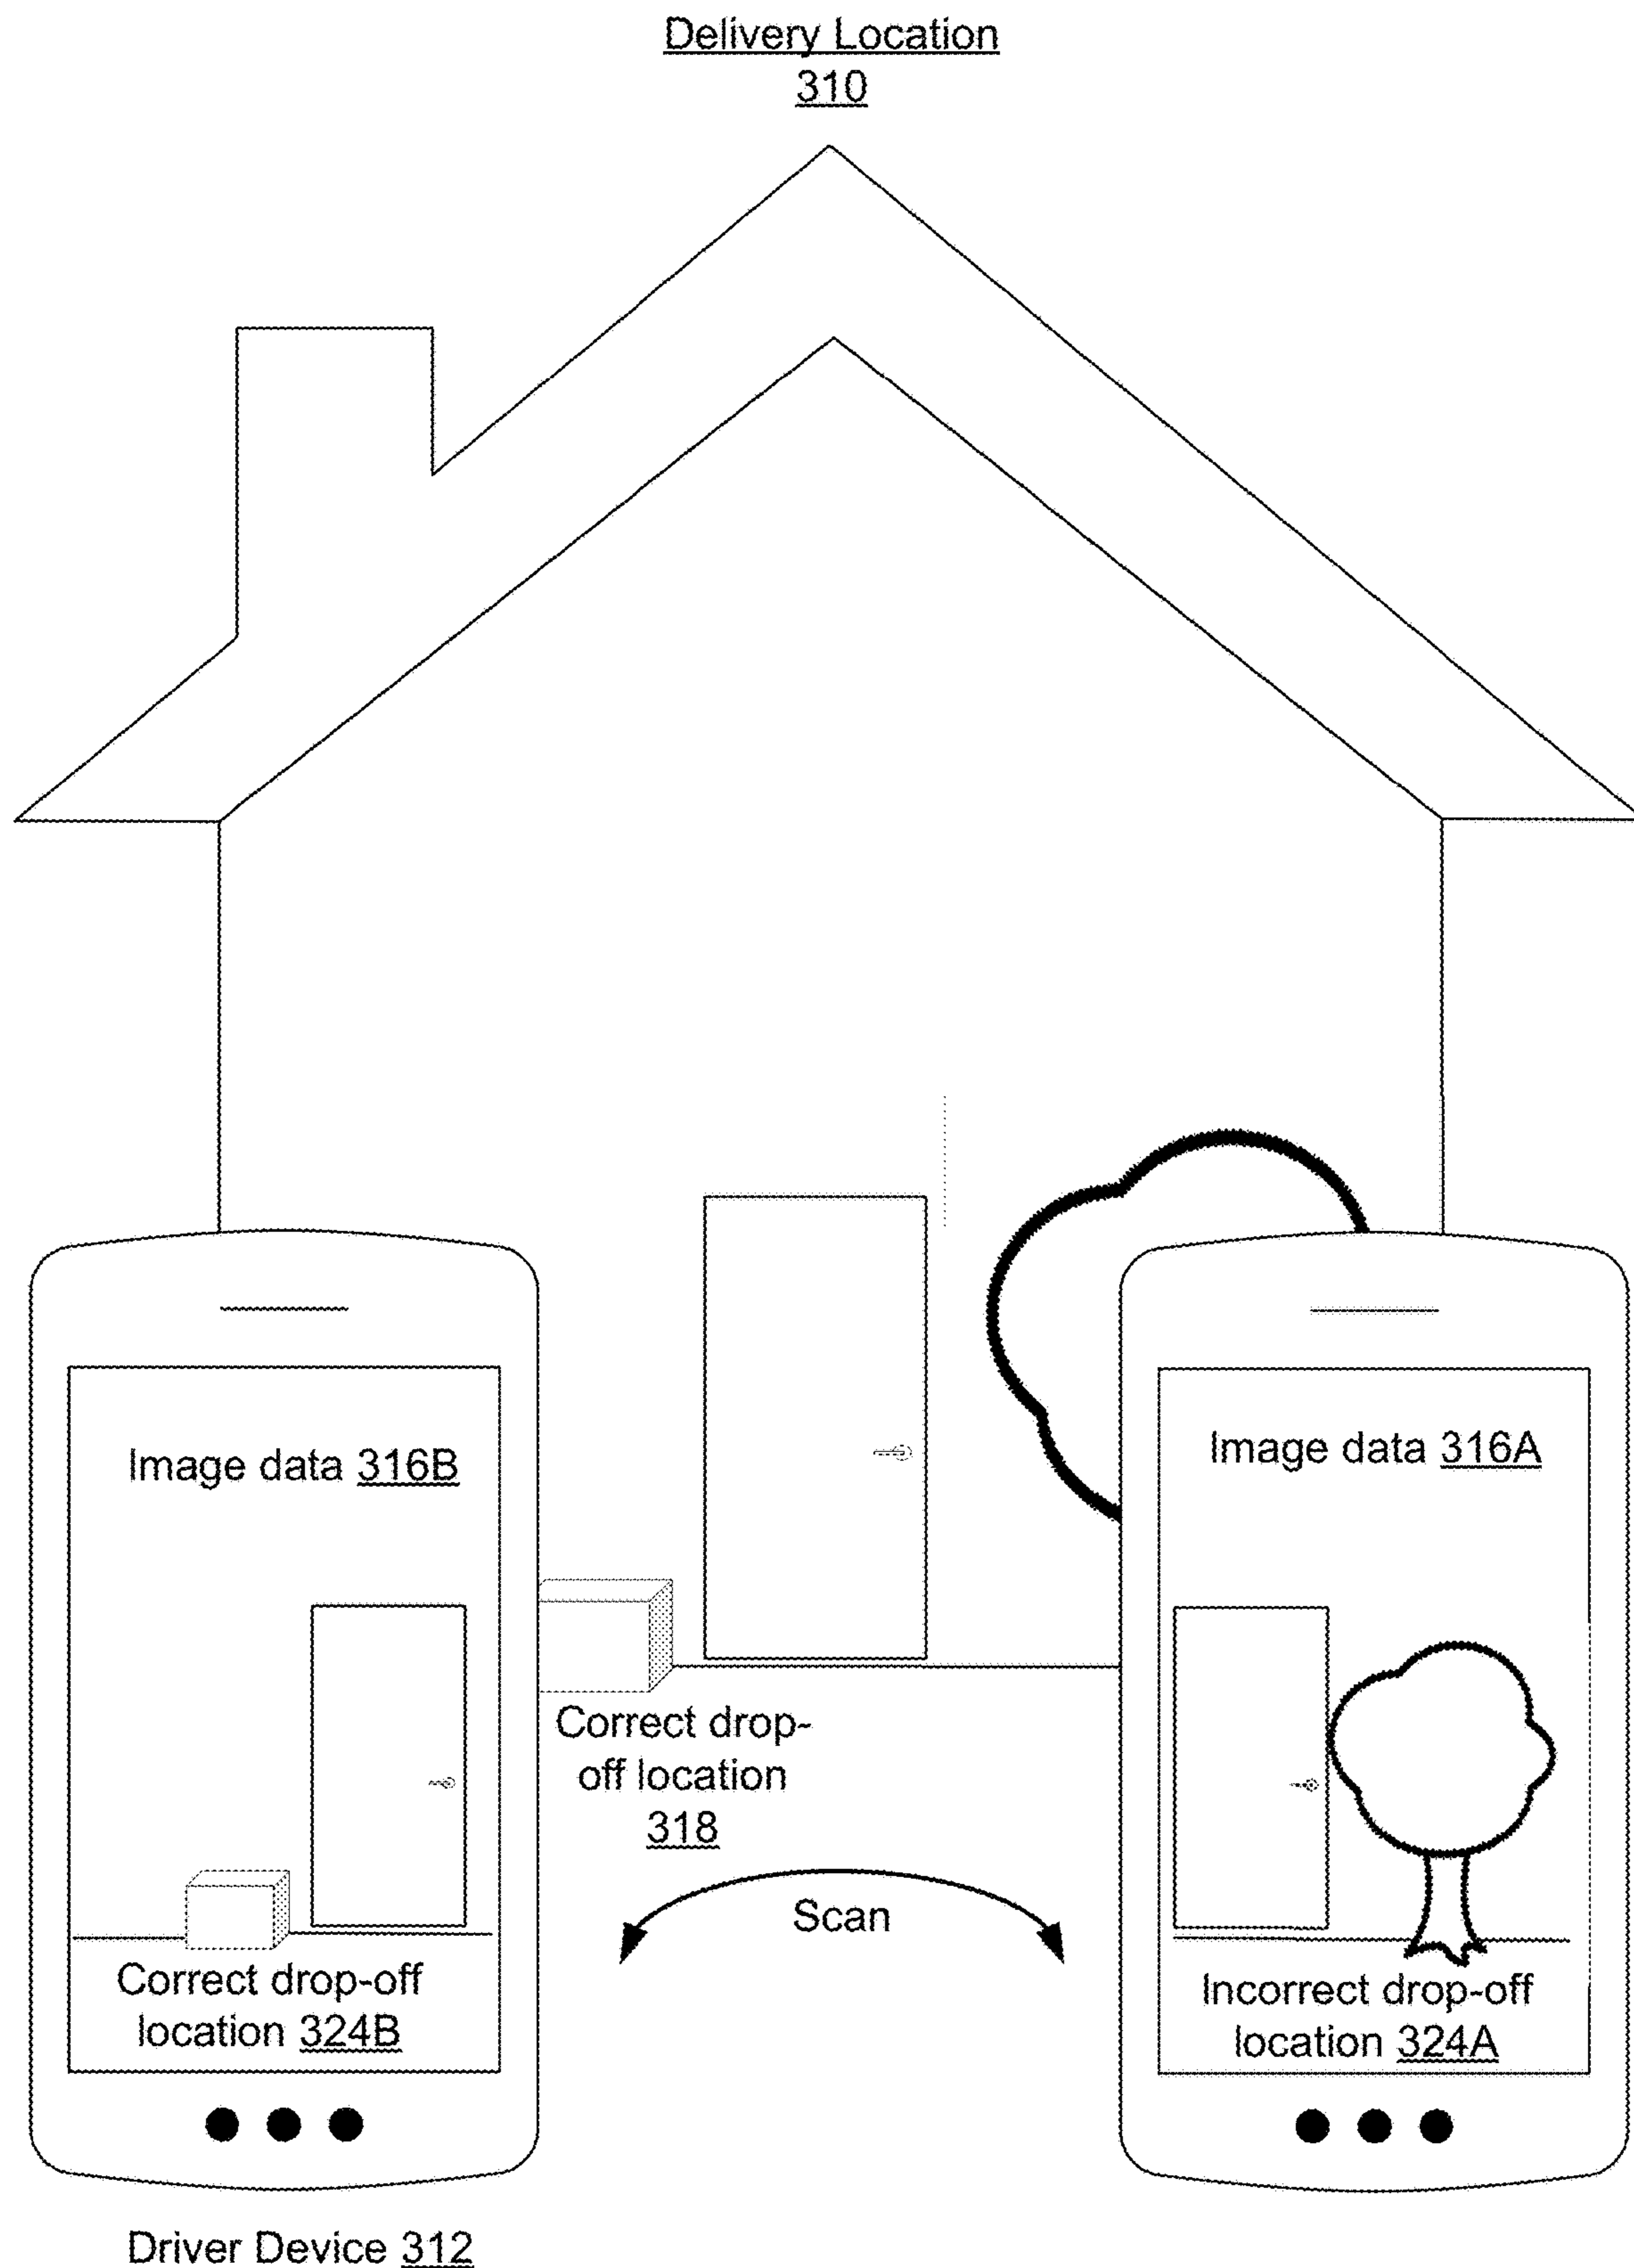 Delivery Location
310
Image data 316B
Image data 316A
Correct drop-
off location
318
Scan
Correct drop-off
location 324B
Incorrect drop-off
location 324A
Driver Device 312